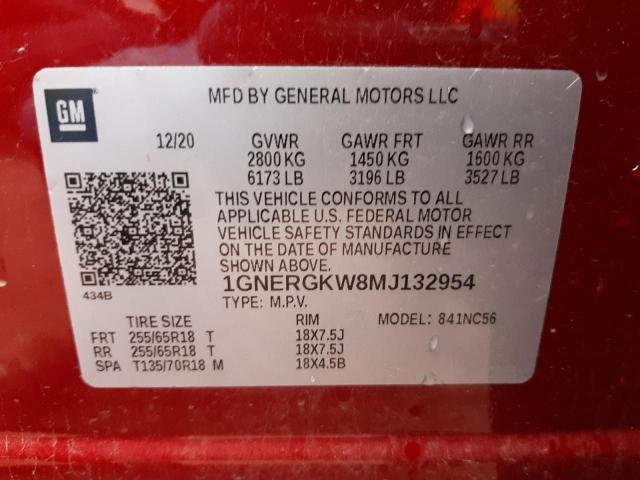 GM
MFD BY GENERAL MOTORS LLC
12/20 GVWR GAWR FRT GAWR RR
2800 KG 1450 KG 1600 KG
6173 LB 3196 LB 3527 LB
THIS VEHICLE CONFORMS TO ALL
APPLICABLE U.S. FEDERAL MOTOR
VEHICLE SAFETY STANDARDS IN EFFECT
ON THE DATE OF MANUFACTURE
SHOWN ABOVE.
1GNERGKW8MJ132954
434B
TYPE: M.P.V.
TIRE SIZE RIM MODEL: 841NC56
FRT 255/65R18 T 18X7.5J
RR 255/65R18 T 18X7.5J
SPA T135/70R18 M 18X4.5B